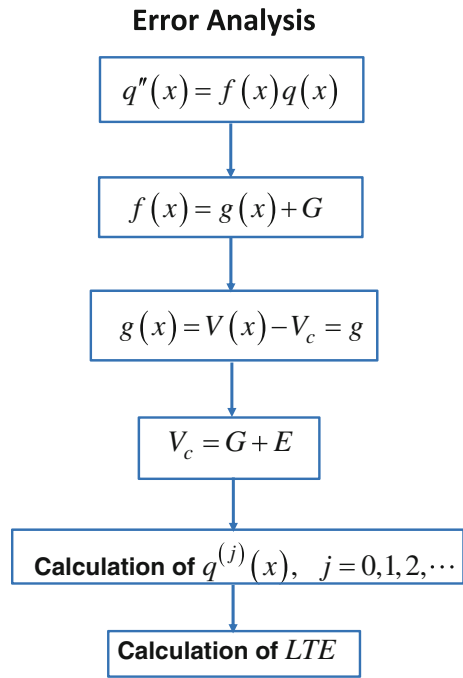 Error Analysis
q″(x) = f(x)q(x)
f(x) = g(x) + G
g(x) = V(x) − V_c = g
V_c = G + E
Calculation of q^(j)(x), j = 0,1,2,⋯
Calculation of LTE